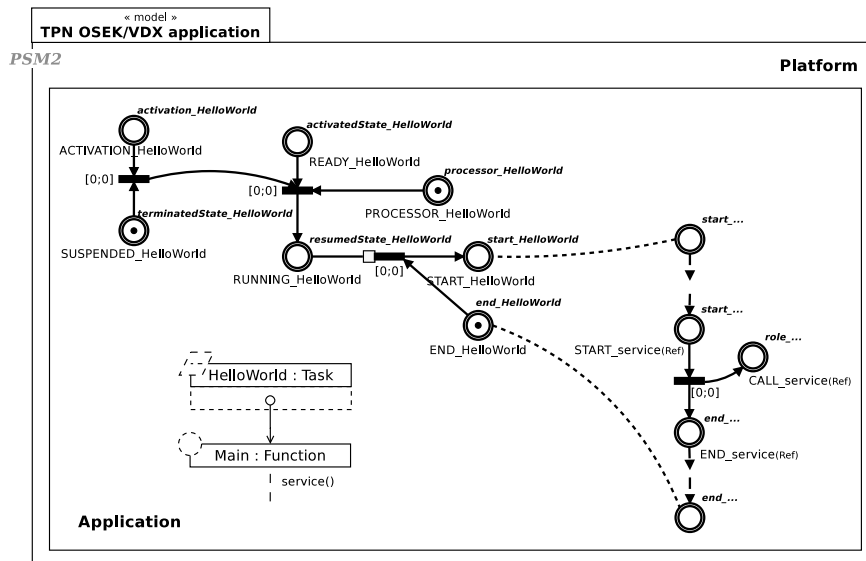 « model »
TPN OSEK/VDX application
PSM2
Platform
activation_HelloWorld
ACTIVATION_HelloWorld
activatedState_HelloWorld
READY_HelloWorld
[0;0]
[0;0]
processor_HelloWorld
PROCESSOR_HelloWorld
terminatedState_HelloWorld
SUSPENDED_HelloWorld
resumedState_HelloWorld
RUNNING_HelloWorld
[0;0]
start_HelloWorld
START_HelloWorld
start_...
end_HelloWorld
END_HelloWorld
start_...
START_service(Ref)
role_...
CALL_service(Ref)
[0;0]
end_...
END_service(Ref)
end_...
HelloWorld : Task
Main : Function
service()
Application